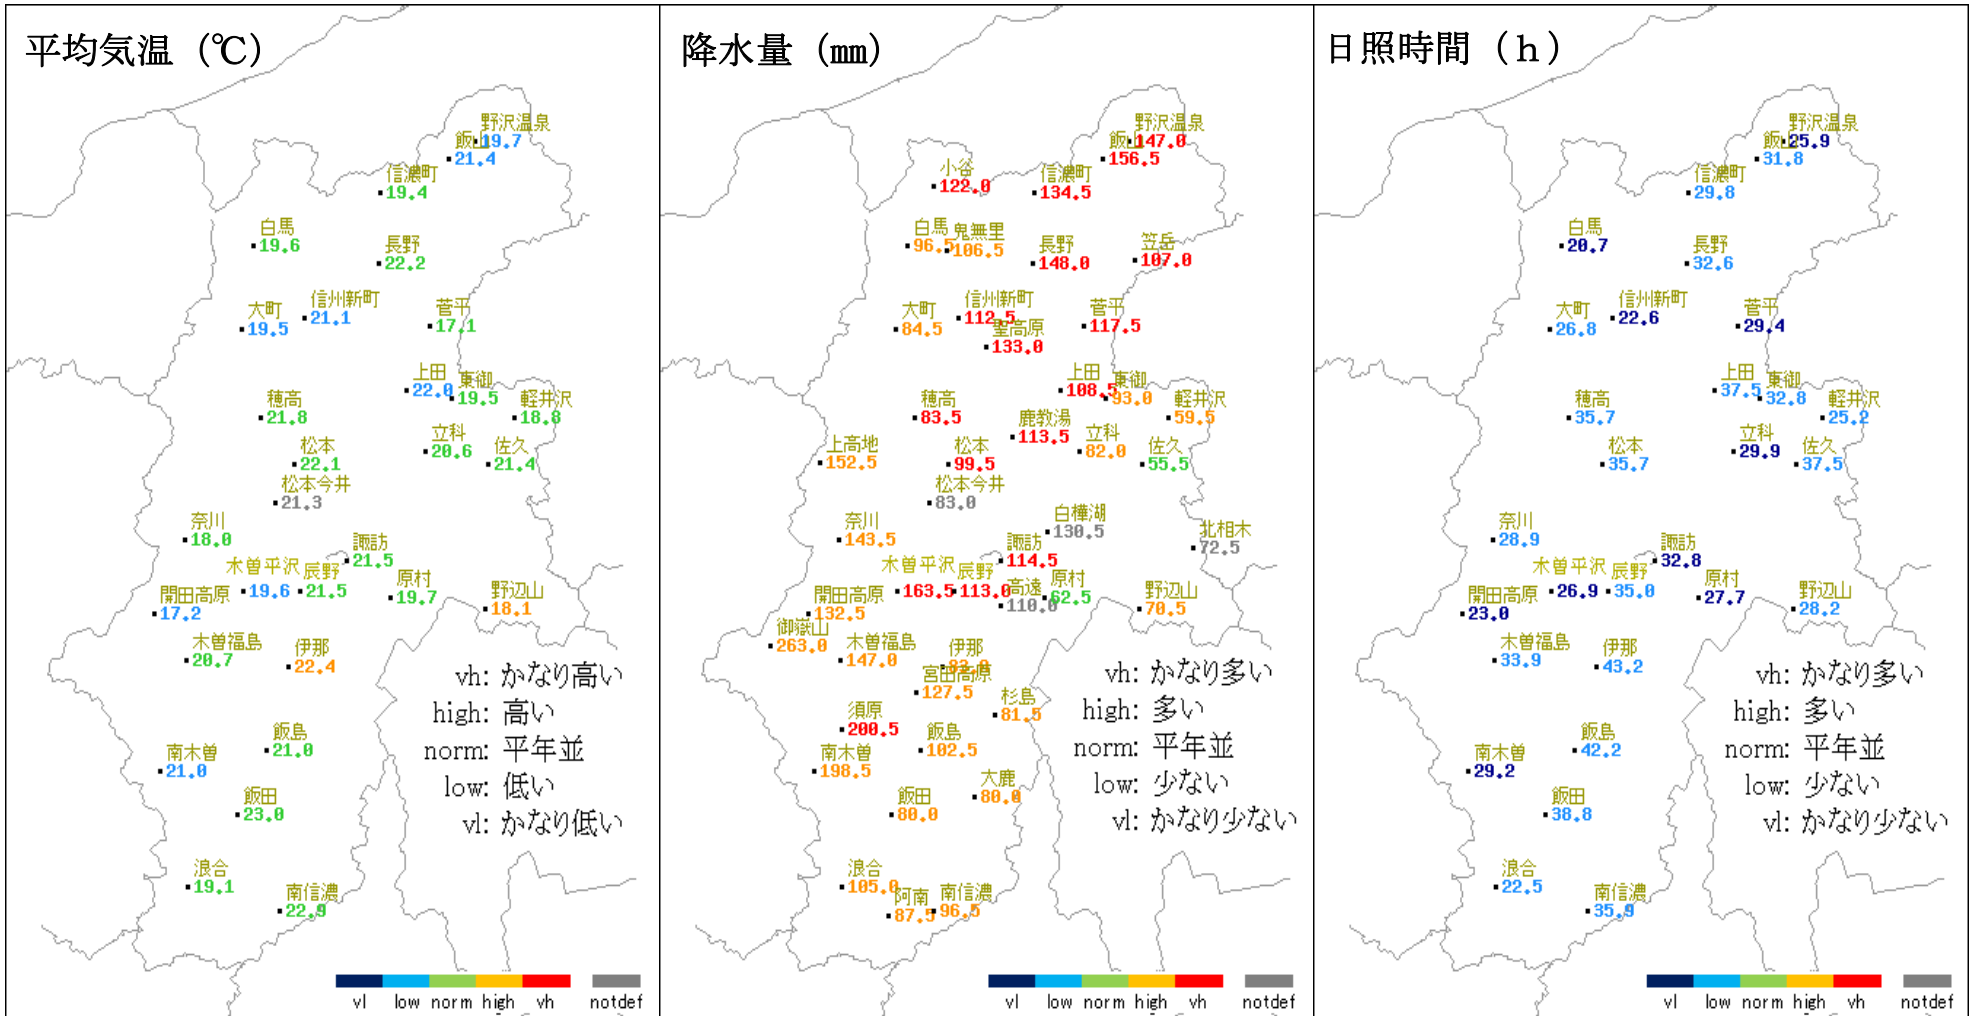 平均気温（℃）
野沢温泉
19.7
飯山
21.4
信濃町
19.4
白馬
19.6
長野
22.2
信州新町
21.1
大町
19.5
菅平
17.1
上田
22.0
東御
19.5
軽井沢
18.8
穂高
21.8
立科
20.6
佐久
21.4
松本
22.1
松本今井
21.3
奈川
18.0
諏訪
21.5
木曽平沢
19.6
辰野
21.5
原村
19.7
開田高原
17.2
野辺山
18.1
木曽福島
20.7
伊那
22.4
南木曽
21.0
飯島
21.0
飯田
23.0
浪合
19.1
南信濃
22.9
vh: かなり高い
high: 高い
norm: 平年並
low: 低い
vl: かなり低い
vl low norm high vh notdef
降水量（mm）
野沢温泉
147.0
飯山
156.5
小谷
122.0
信濃町
134.5
白馬
96.5
鬼無里
106.5
長野
148.0
笠岳
107.0
大町
84.5
信州新町
112.5
聖高原
133.0
菅平
117.5
上田
108.5
東御
93.0
軽井沢
59.5
穂高
83.5
鹿教湯
113.5
立科
82.0
佐久
55.5
上高地
152.5
松本
99.5
松本今井
83.0
奈川
143.5
白樺湖
130.5
北相木
72.5
諏訪
114.5
木曽平沢
163.5
辰野
113.0
高遠
110.0
原村
62.5
開田高原
132.5
野辺山
70.5
御嶽山
263.0
木曽福島
147.0
伊那
宮田高原
127.5
杉島
81.5
須原
200.5
飯島
102.5
南木曽
198.5
大鹿
80.0
飯田
80.0
浪合
105.0
阿南
87.5
南信濃
96.5
vh: かなり多い
high: 多い
norm: 平年並
low: 少ない
vl: かなり少ない
vl low norm high vh notdef
日照時間（ｈ）
野沢温泉
25.9
飯山
31.8
信濃町
29.8
白馬
20.7
長野
32.6
信州新町
22.6
大町
26.8
菅平
29.4
上田
37.5
東御
32.8
軽井沢
25.2
穂高
35.7
立科
29.9
佐久
37.5
松本
35.7
奈川
28.9
諏訪
32.8
木曽平沢
26.9
辰野
35.0
原村
27.7
開田高原
23.0
野辺山
28.2
木曽福島
33.9
伊那
43.2
南木曽
29.2
飯島
42.2
飯田
38.8
浪合
22.5
南信濃
35.9
vh: かなり多い
high: 多い
norm: 平年並
low: 少ない
vl: かなり少ない
vl low norm high vh notdef